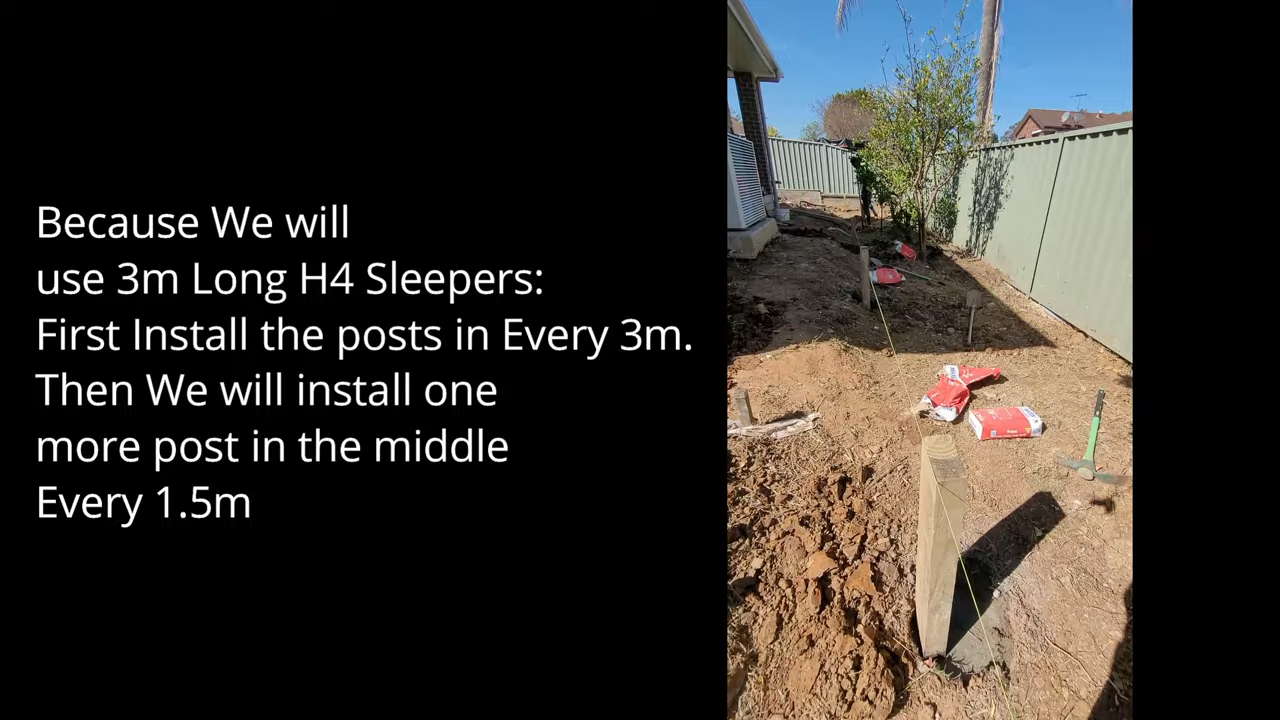 Because We will
use 3m Long H4 Sleepers:
First Install the posts in Every 3m.
Then We will install one
more post in the middle
Every 1.5m